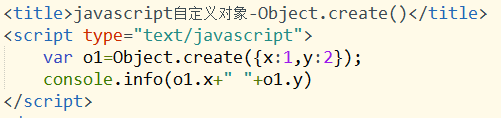 <title>javascript自定义对象-Object.create()</title>
<script type="text/javascript">
var o1=Object.create({x:1,y:2});
console.info(o1.x+" "+o1.y)
</script>